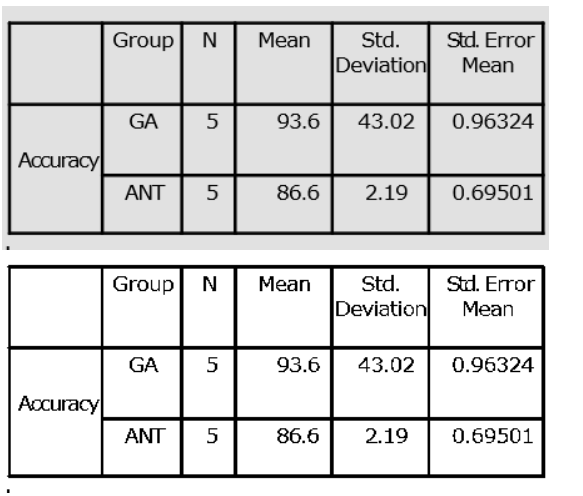 Group N Mean Std. Deviation Std. Error Mean
Accuracy GA 5 93.6 43.02 0.96324
ANT 5 86.6 2.19 0.69501
Group N Mean Std. Deviation Std. Error Mean
Accuracy GA 5 93.6 43.02 0.96324
ANT 5 86.6 2.19 0.69501